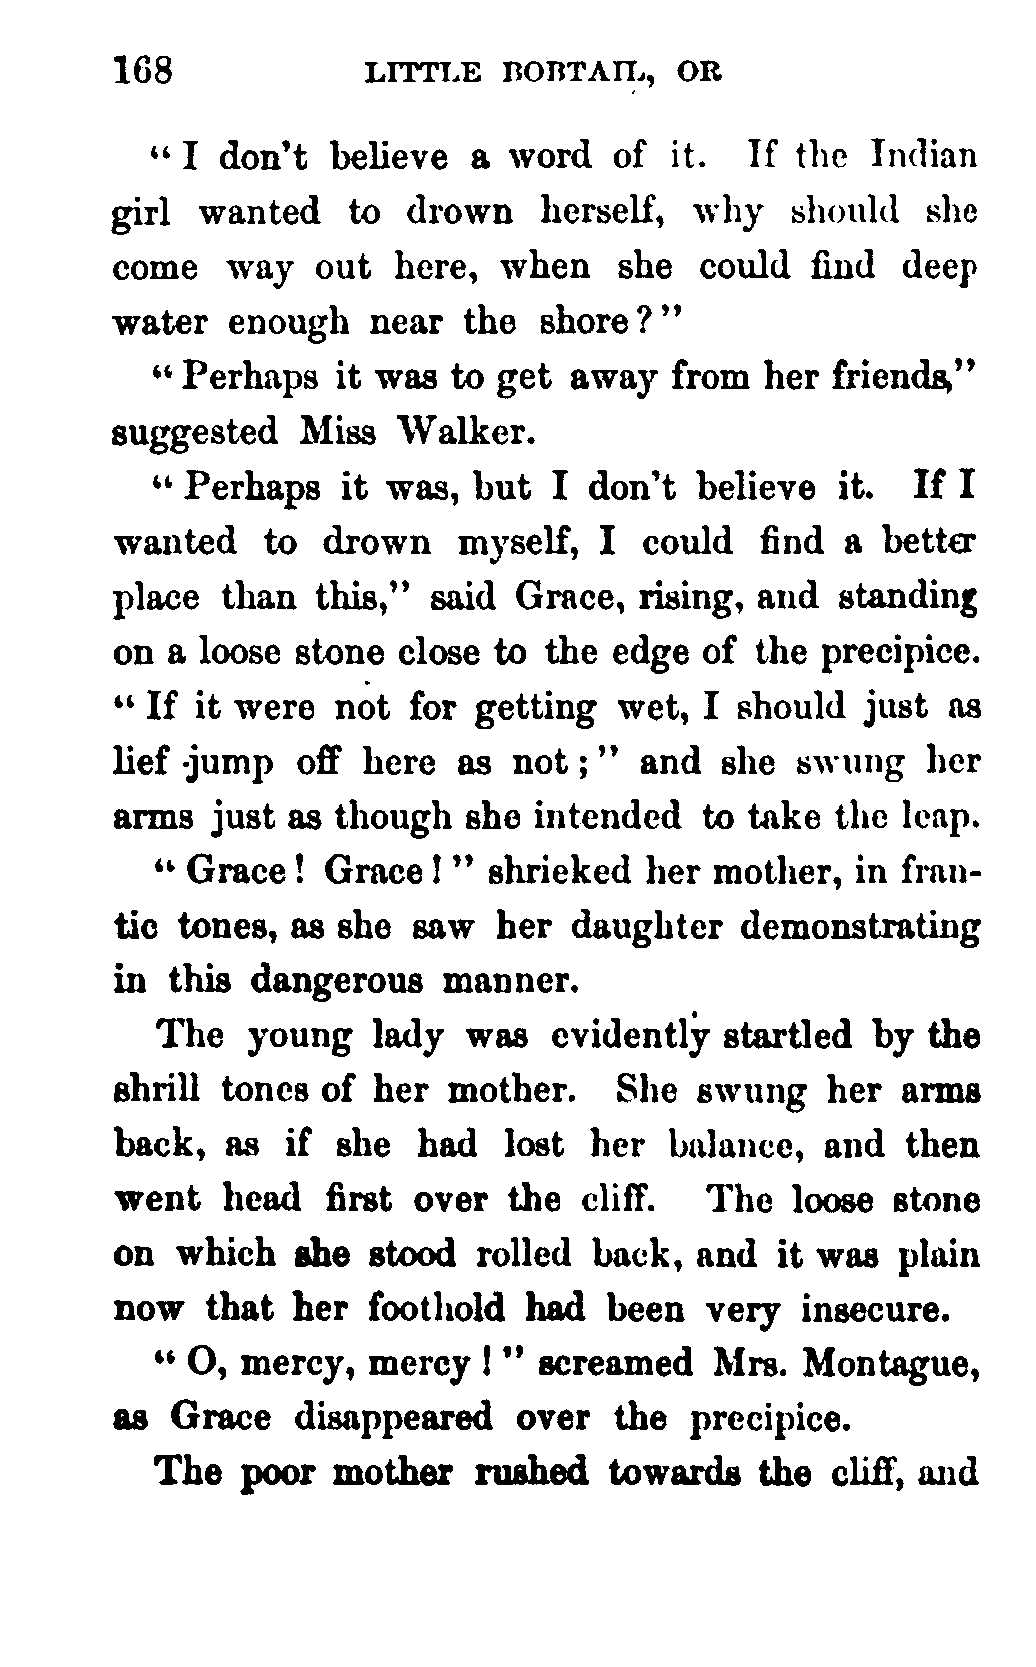 168 LITTLE BOBTAIL, OR
"I don't believe a word of it. If the Indian
girl wanted to drown herself, why should she
come way out here, when she could find deep
water enough near the shore?"
"Perhaps it was to get away from her friends,"
suggested Miss Walker.
"Perhaps it was, but I don't believe it. If I
wanted to drown myself, I could find a better
place than this," said Grace, rising, and standing
on a loose stone close to the edge of the precipice.
"If it were not for getting wet, I should just as
lief jump off here as not;" and she swung her
arms just as though she intended to take the leap.
"Grace! Grace!" shrieked her mother, in fran-
tic tones, as she saw her daughter demonstrating
in this dangerous manner.
The young lady was evidently startled by the
shrill tones of her mother. She swung her arms
back, as if she had lost her balance, and then
went head first over the cliff. The loose stone
on which she stood rolled back, and it was plain
now that her foothold had been very insecure.
"O, mercy, mercy!" screamed Mrs. Montague,
as Grace disappeared over the precipice.
The poor mother rushed towards the cliff, and